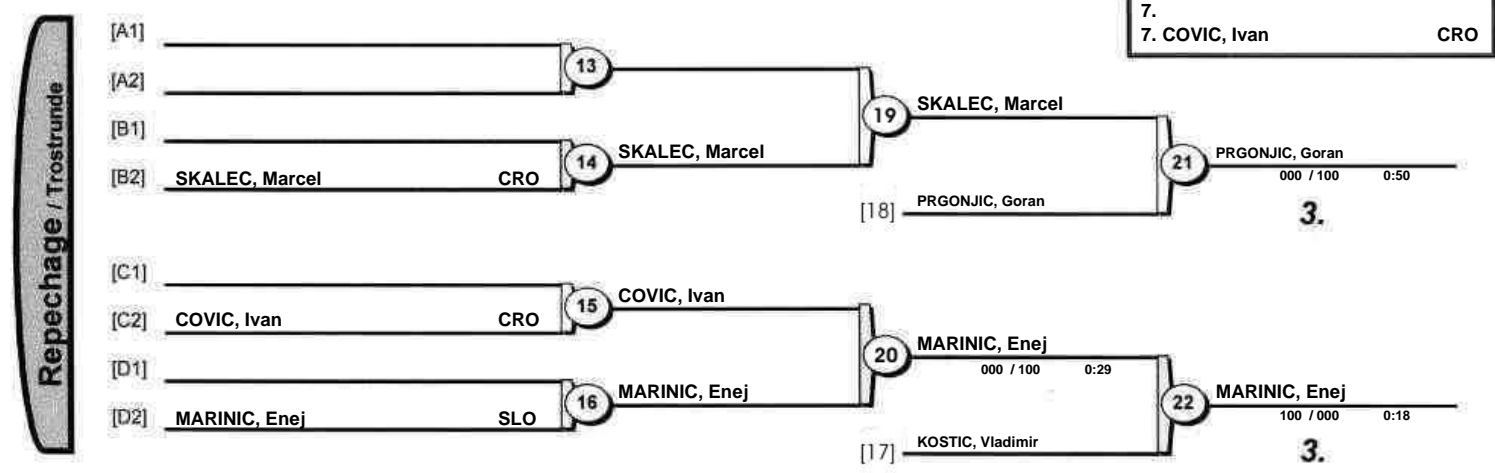 7.
7. COVIC, Ivan CRO
Repechage / Trostrunde
[A1]
[A2]
13
[B1]
[B2] SKALEC, Marcel CRO
14
SKALEC, Marcel
19
SKALEC, Marcel
[18] PRGONJIC, Goran
21
PRGONJIC, Goran
000 / 100 0:50
3.
[C1]
[C2] COVIC, Ivan CRO
15
COVIC, Ivan
[D1]
[D2] MARINIC, Enej SLO
16
MARINIC, Enej
20
MARINIC, Enej
000 / 100 0:29
[17] KOSTIC, Vladimir
22
MARINIC, Enej
100 / 000 0:18
3.